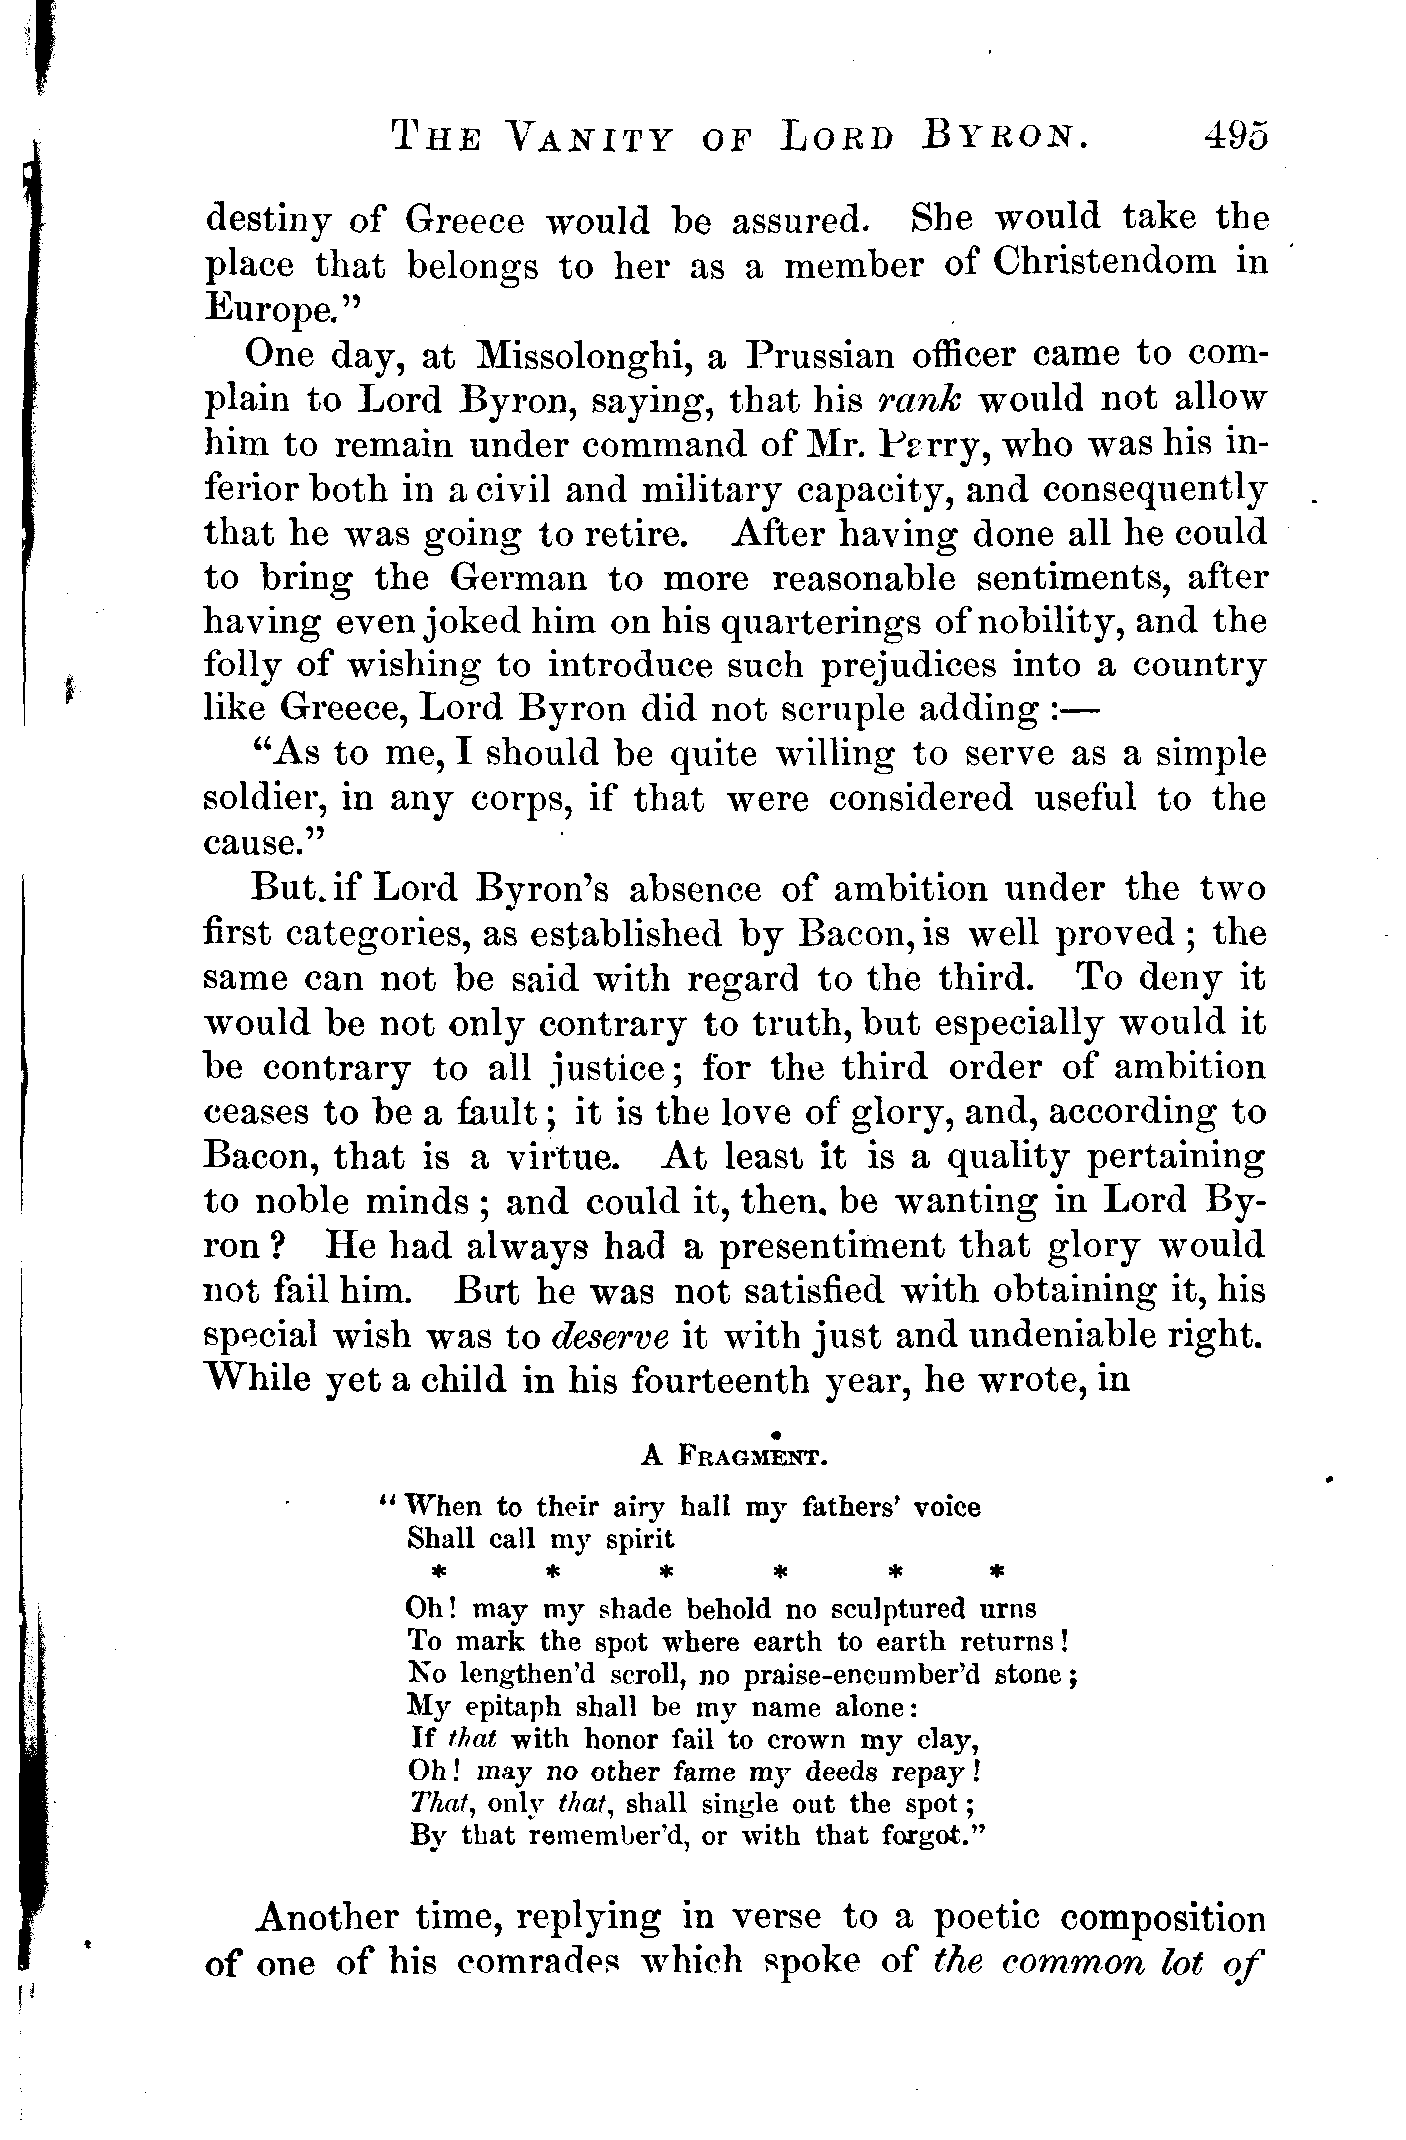 THE VANITY OF LORD BYRON. 495
destiny of Greece would be assured. She would take the
place that belongs to her as a member of Christendom in
Europe."
One day, at Missolonghi, a Prussian officer came to com-
plain to Lord Byron, saying, that his rank would not allow
him to remain under command of Mr. Parry, who was his in-
ferior both in a civil and military capacity, and consequently
that he was going to retire. After having done all he could
to bring the German to more reasonable sentiments, after
having even joked him on his quarterings of nobility, and the
folly of wishing to introduce such prejudices into a country
like Greece, Lord Byron did not scruple adding :—
"As to me, I should be quite willing to serve as a simple
soldier, in any corps, if that were considered useful to the
cause."
But. if Lord Byron's absence of ambition under the two
first categories, as established by Bacon, is well proved ; the
same can not be said with regard to the third. To deny it
would be not only contrary to truth, but especially would it
be contrary to all justice; for the third order of ambition
ceases to be a fault ; it is the love of glory, and, according to
Bacon, that is a virtue. At least it is a quality pertaining
to noble minds ; and could it, then, be wanting in Lord By-
ron ? He had always had a presentiment that glory would
not fail him. But he was not satisfied with obtaining it, his
special wish was to deserve it with just and undeniable right.
While yet a child in his fourteenth year, he wrote, in
A FRAGMENT.
"When to their airy hall my fathers' voice
Shall call my spirit
* * * * * *
Oh! may my shade behold no sculptured urns
To mark the spot where earth to earth returns!
No lengthen'd scroll, no praise-encumber'd stone;
My epitaph shall be my name alone:
If that with honor fail to crown my clay,
Oh! may no other fame my deeds repay!
That, only that, shall single out the spot;
By that remember'd, or with that forgot."
Another time, replying in verse to a poetic composition
of one of his comrades which spoke of the common lot of